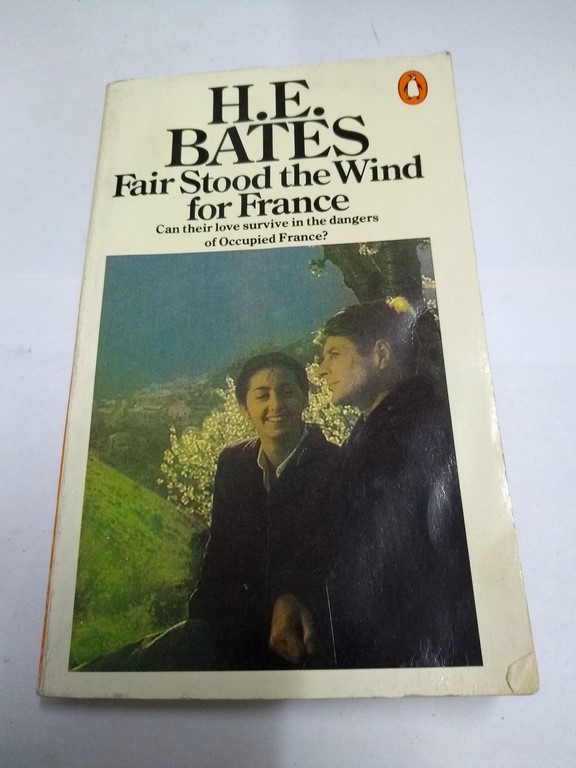 H.E.
BATES
Fair Stood the Wind
for France
Can their love survive in the dangers
of Occupied France?